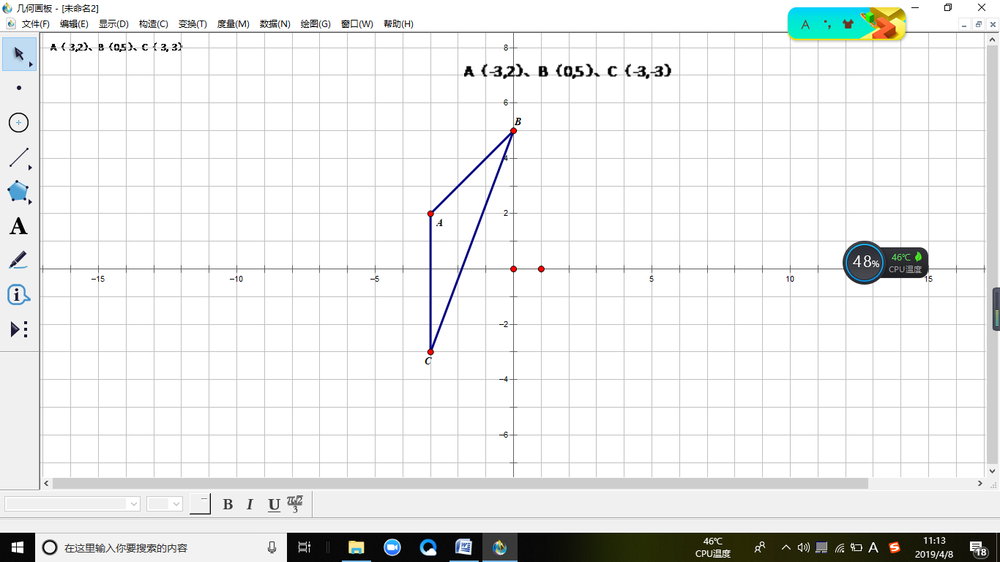 几何画板 - [未命名2]
文件(F) 编辑(E) 显示(D) 构造(C) 变换(T) 度量(M) 数据(N) 绘图(G) 窗口(W) 帮助(H)
A
A（-3,2）、B（0,5）、C（-3,-3）
A（-3,2）、B（0,5）、C（-3,-3）
8
6
B
4
2
A
48%
46℃
CPU温度
-15 -10 -5 5 10 15
-2
C
-4
-6
A
B I U π√2/3
在这里输入你要搜索的内容
46℃
CPU温度
A
S
11:13
2019/4/8
18